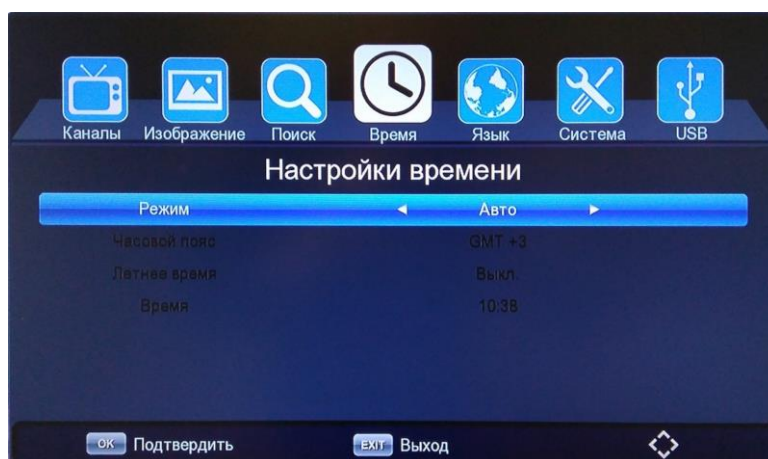 Каналы Изображение Поиск Время Язык Система USB
Настройки времени
Режим Авто
Часовой пояс GMT +3
Летнее время Выкл.
Время 10:38
OK Подтвердить EXIT Выход